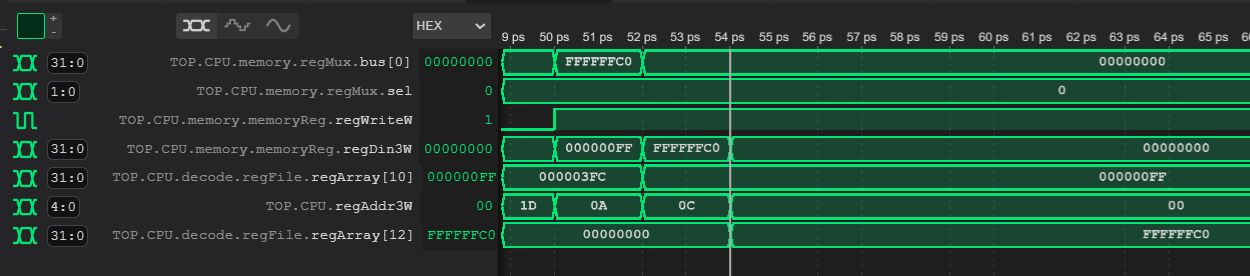 +
-
HEX
9 ps 50 ps 51 ps 52 ps 53 ps 54 ps 55 ps 56 ps 57 ps 58 ps 59 ps 60 ps 61 ps 62 ps 63 ps 64 ps 65 ps 6
31:0 TOP.CPU.memory.regMux.bus[0] 00000000 FFFFFFC0 00000000
1:0 TOP.CPU.memory.regMux.sel 0 0
TOP.CPU.memory.memoryReg.regWriteW 1
31:0 TOP.CPU.memory.memoryReg.regDin3W 00000000 000000FF FFFFFFC0 00000000
31:0 TOP.CPU.decode.regFile.regArray[10] 000000FF 000003FC 000000FF
4:0 TOP.CPU.regAddr3W 00 1D 0A 0C 00
31:0 TOP.CPU.decode.regFile.regArray[12] FFFFFFC0 00000000 FFFFFFC0